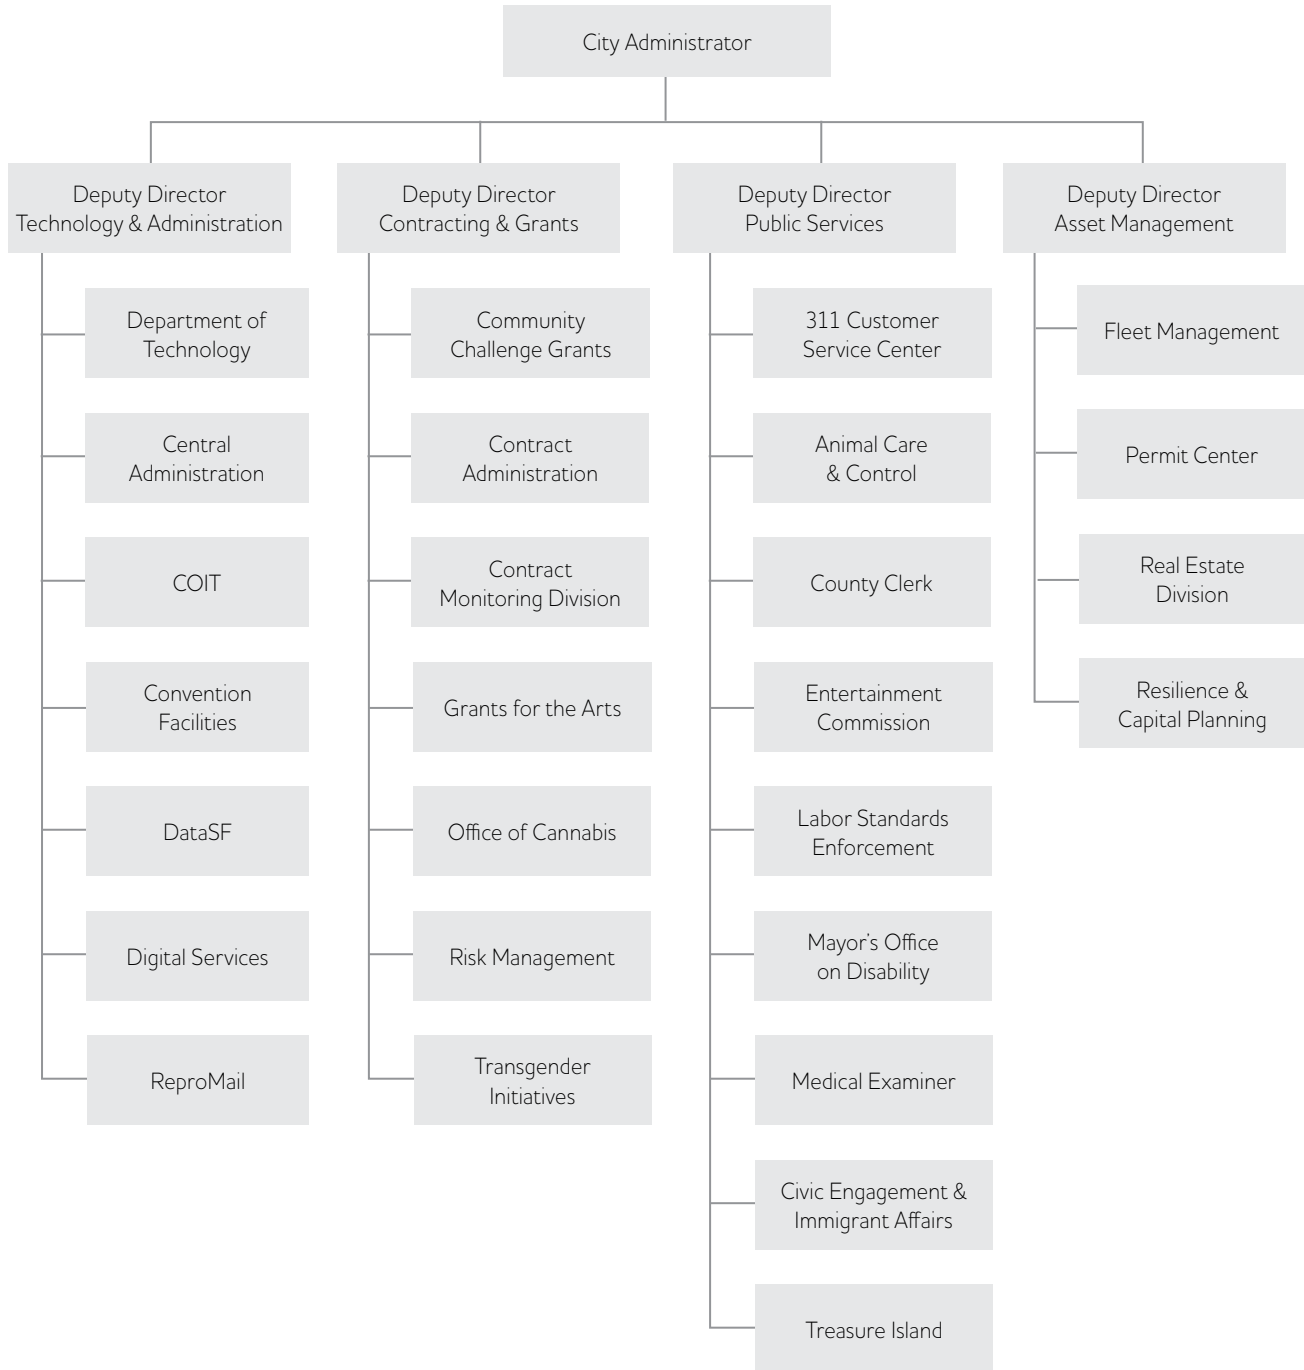 City Administrator
Deputy Director
Technology & Administration
Department of
Technology
Central
Administration
COIT
Convention
Facilities
DataSF
Digital Services
ReproMail
Deputy Director
Contracting & Grants
Community
Challenge Grants
Contract
Administration
Contract
Monitoring Division
Grants for the Arts
Office of Cannabis
Risk Management
Transgender
Initiatives
Deputy Director
Public Services
311 Customer
Service Center
Animal Care
& Control
County Clerk
Entertainment
Commission
Labor Standards
Enforcement
Mayor's Office
on Disability
Medical Examiner
Civic Engagement &
Immigrant Affairs
Treasure Island
Deputy Director
Asset Management
Fleet Management
Permit Center
Real Estate
Division
Resilience &
Capital Planning